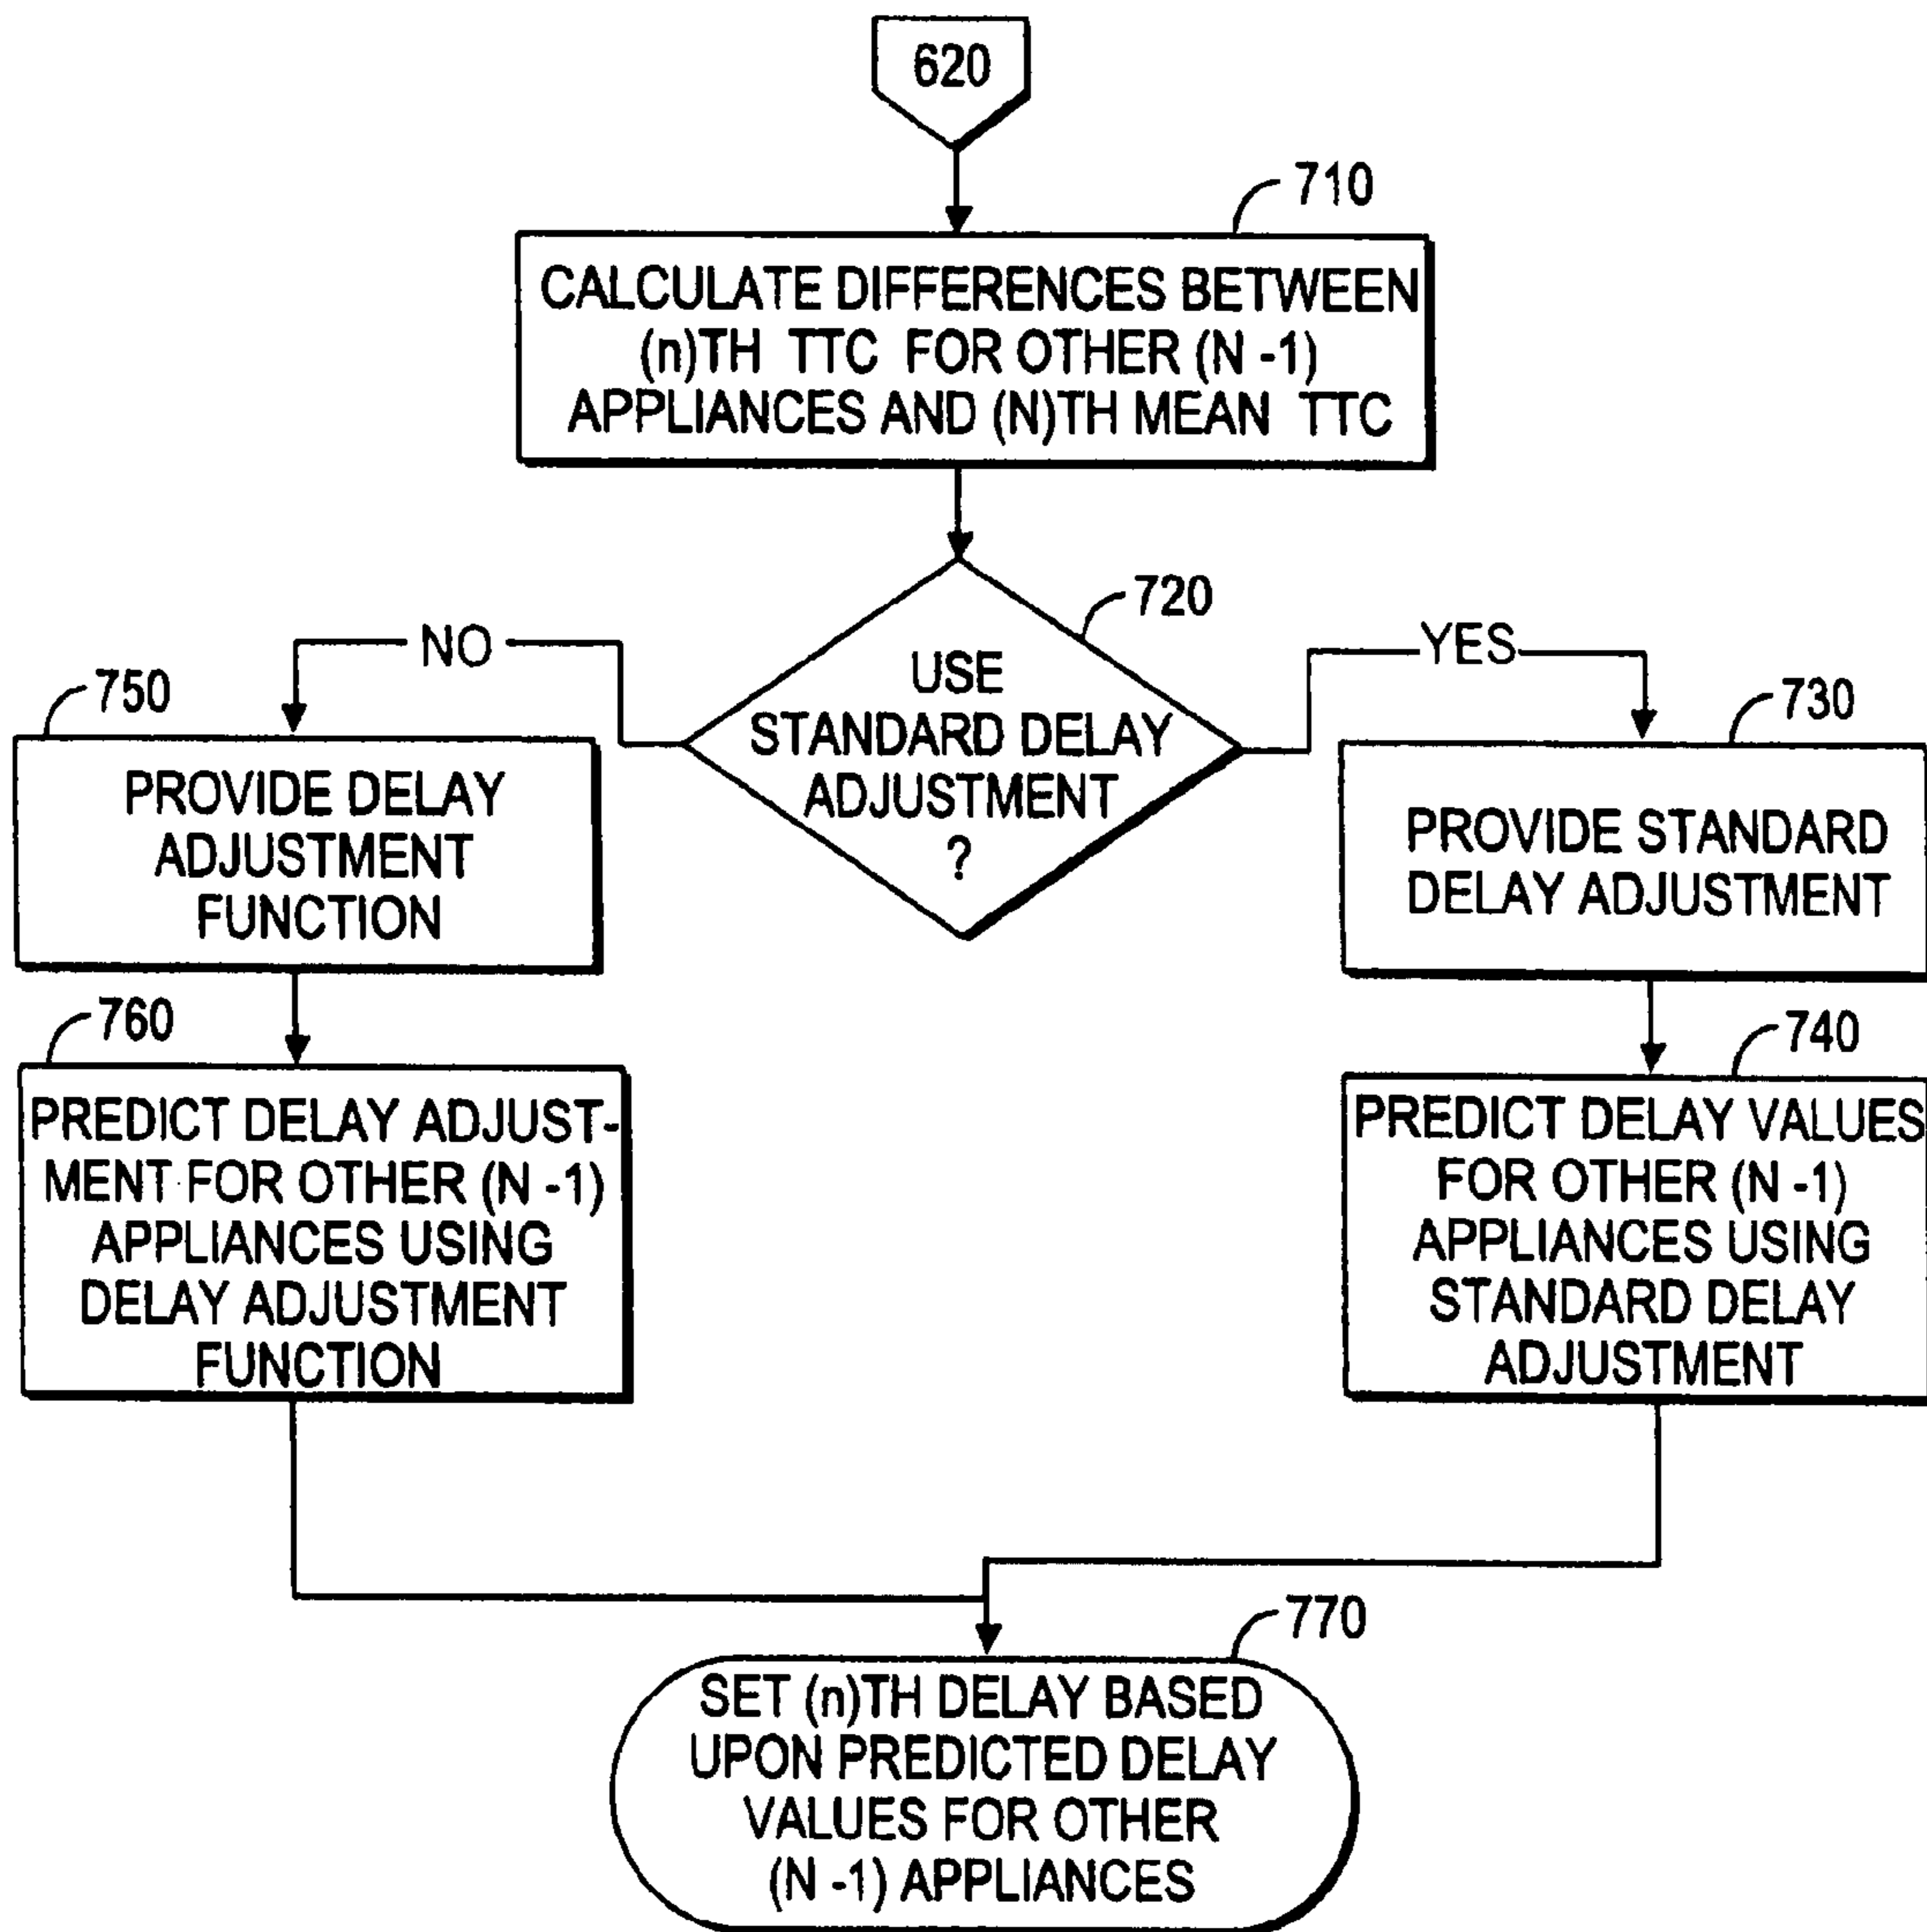 620
710
CALCULATE DIFFERENCES BETWEEN
(n)TH TTC FOR OTHER (N -1)
APPLIANCES AND (N)TH MEAN TTC
720
USE
STANDARD DELAY
ADJUSTMENT
?
NO
YES
750
PROVIDE DELAY
ADJUSTMENT
FUNCTION
730
PROVIDE STANDARD
DELAY ADJUSTMENT
760
PREDICT DELAY ADJUST-
MENT FOR OTHER (N -1)
APPLIANCES USING
DELAY ADJUSTMENT
FUNCTION
740
PREDICT DELAY VALUES
FOR OTHER (N -1)
APPLIANCES USING
STANDARD DELAY
ADJUSTMENT
770
SET (n)TH DELAY BASED
UPON PREDICTED DELAY
VALUES FOR OTHER
(N -1) APPLIANCES